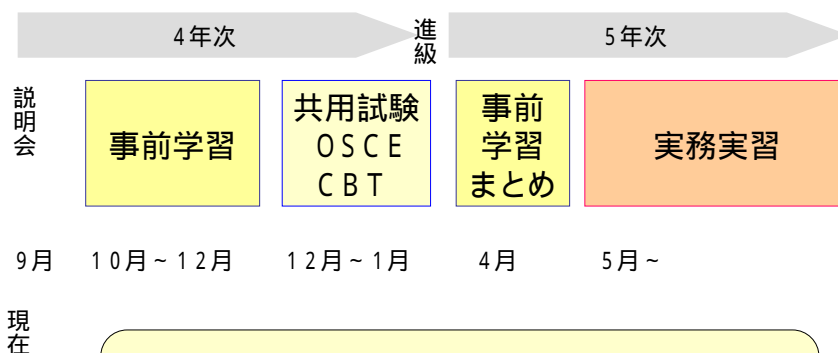 4年次
進級
5年次
説明会
事前学習
共用試験
OSCE
CBT
事前
学習
まとめ
実務実習
9月
10月~12月
12月~1月
4月
5月~
現在